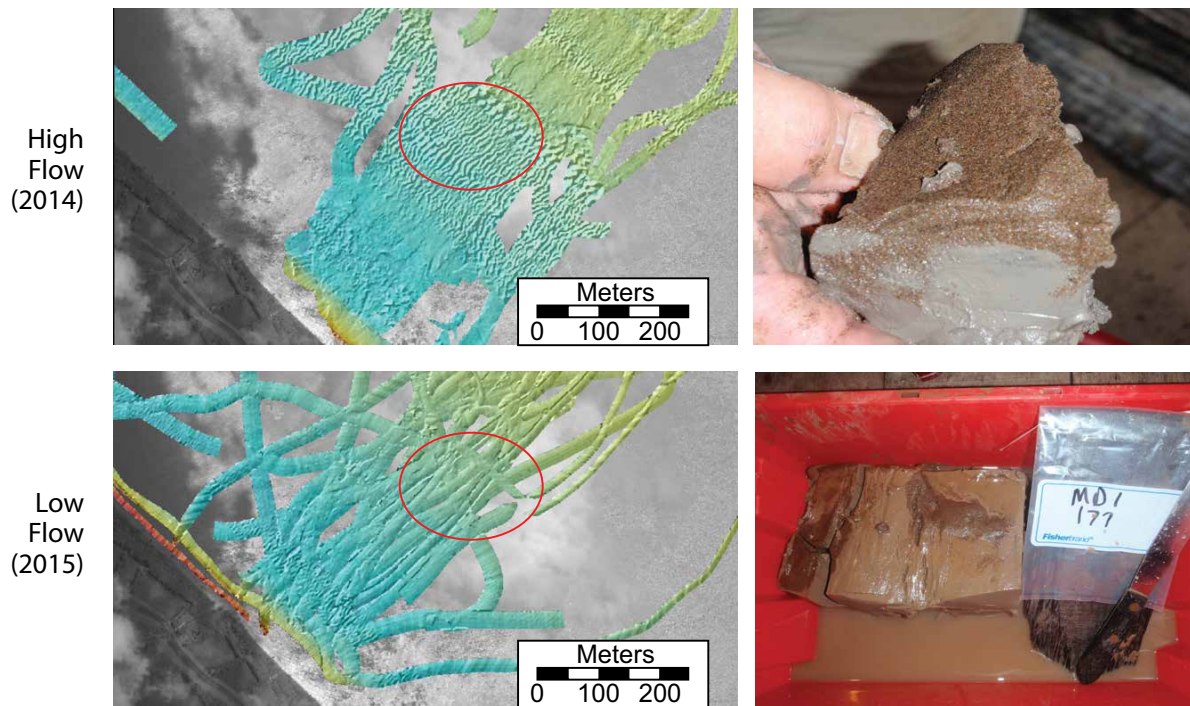 High
Flow
(2014)
Meters
0 100 200
Low
Flow
(2015)
Meters
0 100 200
MD1
177
Fisherbrand